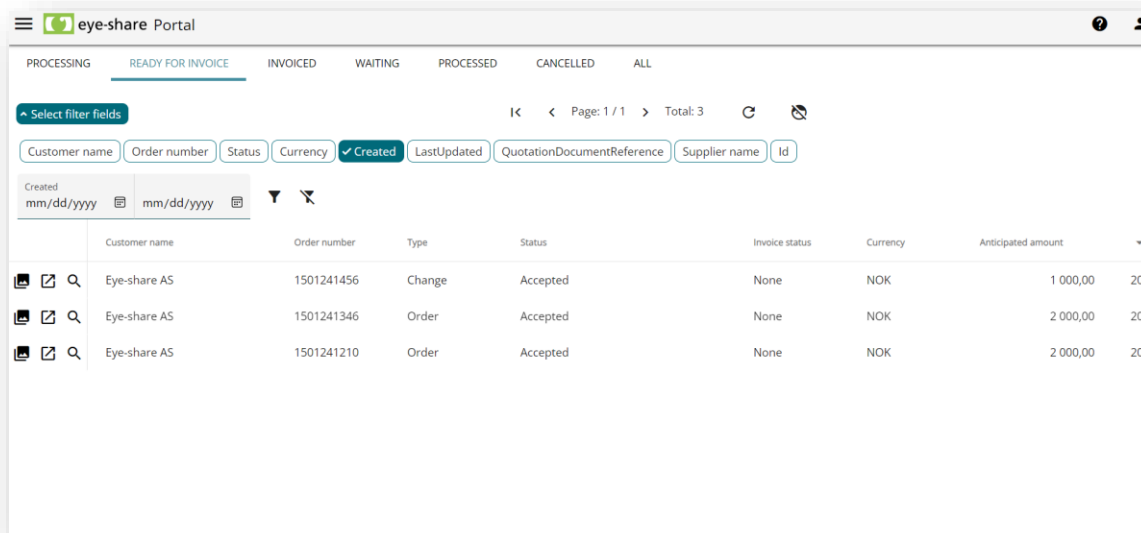 eye-share Portal
PROCESSING READY FOR INVOICE INVOICED WAITING PROCESSED CANCELLED ALL
Select filter fields Page: 1 / 1 Total: 3
Customer name Order number Status Currency Created LastUpdated QuotationDocumentReference Supplier name Id
Created
mm/dd/yyyy mm/dd/yyyy
Customer name Order number Type Status Invoice status Currency Anticipated amount
Eye-share AS 1501241456 Change Accepted None NOK 1 000,00 20
Eye-share AS 1501241346 Order Accepted None NOK 2 000,00 20
Eye-share AS 1501241210 Order Accepted None NOK 2 000,00 20